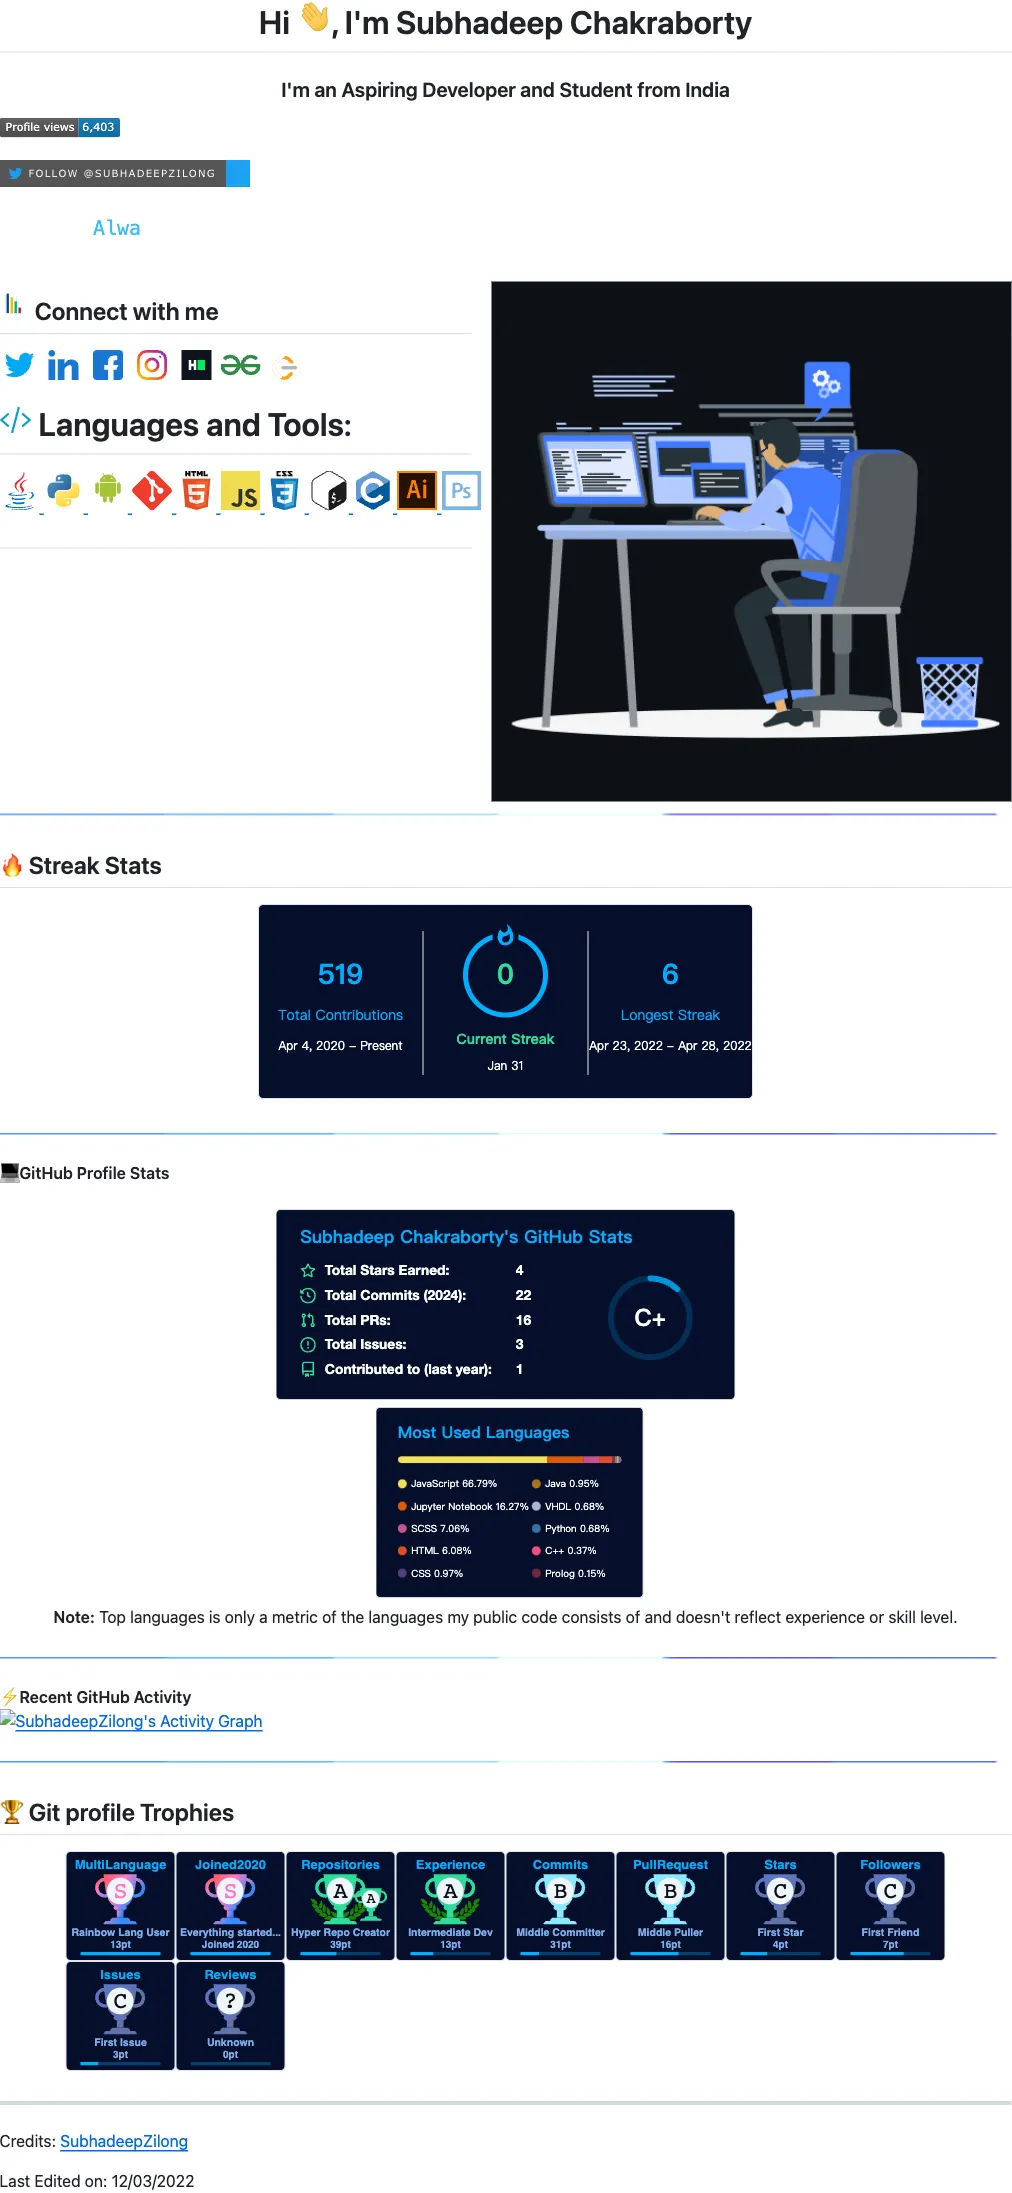 Hi 👋, I'm Subhadeep Chakraborty
I'm an Aspiring Developer and Student from India
Profile views 6,403
FOLLOW @SUBHADEEPZILONG
Alwa
Connect with me
in
H
</> Languages and Tools:
HTML
5
JS
CSS
3
$
C
Ai
Ps
🔥 Streak Stats
519
Total Contributions
Apr 4, 2020 – Present
0
Current Streak
Jan 31
6
Longest Streak
Apr 23, 2022 – Apr 28, 2022
💻GitHub Profile Stats
Subhadeep Chakraborty's GitHub Stats
Total Stars Earned: 4
Total Commits (2024): 22
Total PRs: 16
Total Issues: 3
Contributed to (last year): 1
C+
Most Used Languages
JavaScript 66.79%
Jupyter Notebook 16.27%
SCSS 7.06%
HTML 6.08%
CSS 0.97%
Java 0.95%
VHDL 0.68%
Python 0.68%
C++ 0.37%
Prolog 0.15%
Note: Top languages is only a metric of the languages my public code consists of and doesn't reflect experience or skill level.
⚡Recent GitHub Activity
SubhadeepZilong's Activity Graph
🏆 Git profile Trophies
MultiLanguage
S
Rainbow Lang User
13pt
Joined2020
S
Everything started...
Joined 2020
Repositories
A
A
Hyper Repo Creator
39pt
Experience
A
Intermediate Dev
13pt
Commits
B
Middle Committer
31pt
PullRequest
B
Middle Puller
16pt
Stars
C
First Star
4pt
Followers
C
First Friend
7pt
Issues
C
First Issue
3pt
Reviews
?
Unknown
0pt
Credits: SubhadeepZilong
Last Edited on: 12/03/2022